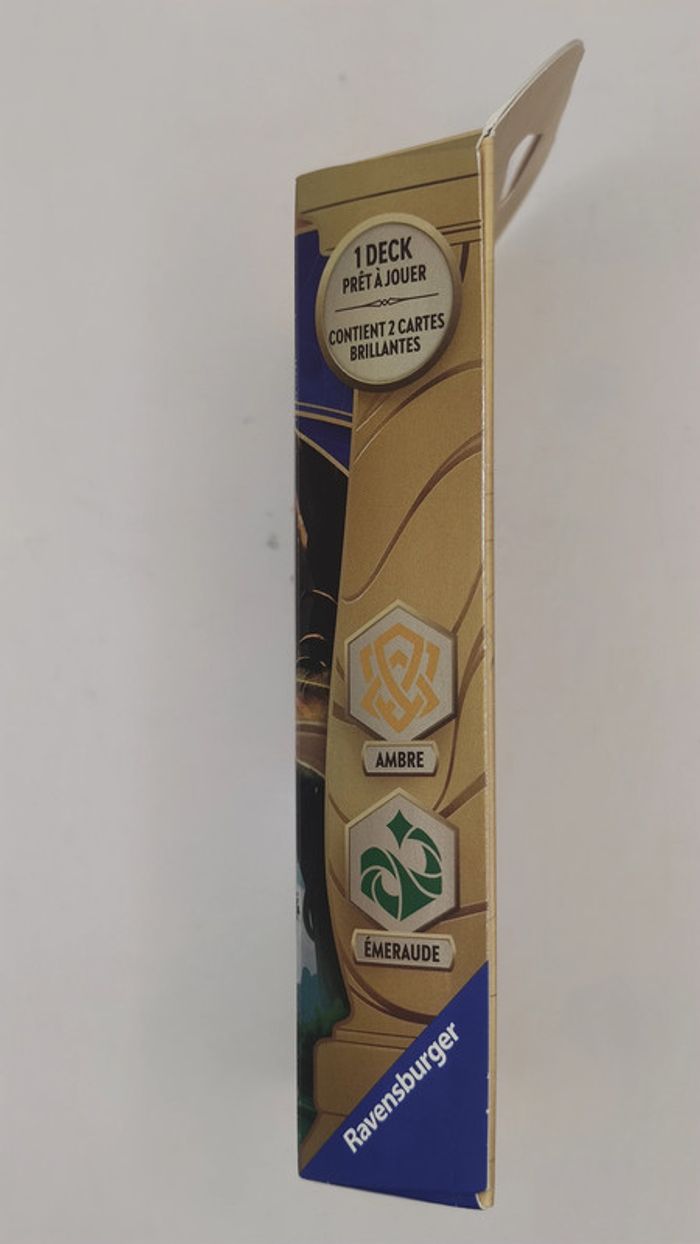 1 DECK
PRÊT À JOUER
CONTIENT 2 CARTES
BRILLANTES
AMBRE
ÉMERAUDE
Ravensburger